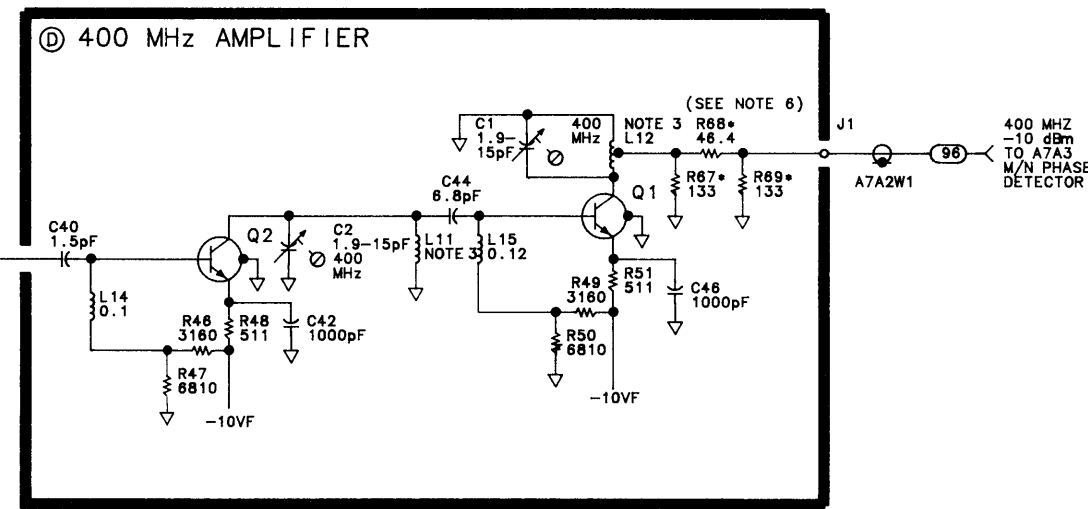 Ⓓ 400 MHz AMPLIFIER
(SEE NOTE 6)
C1
1.9-
15pF
400
MHz
NOTE 3
L12
R68*
46.4
J1
400 MHZ
-10 dBm
TO A7A3
M/N PHASE
DETECTOR
96
A7A2W1
R67*
133
R69*
133
Q1
C44
6.8pF
C40
1.5pF
Q2
C2
1.9-15pF
400
MHz
L11
NOTE 3
L15
0.12
R49
3160
R51
511
C46
1000pF
L14
0.1
R46
3160
R48
511
C42
1000pF
R50
6810
R47
6810
-10VF
-10VF